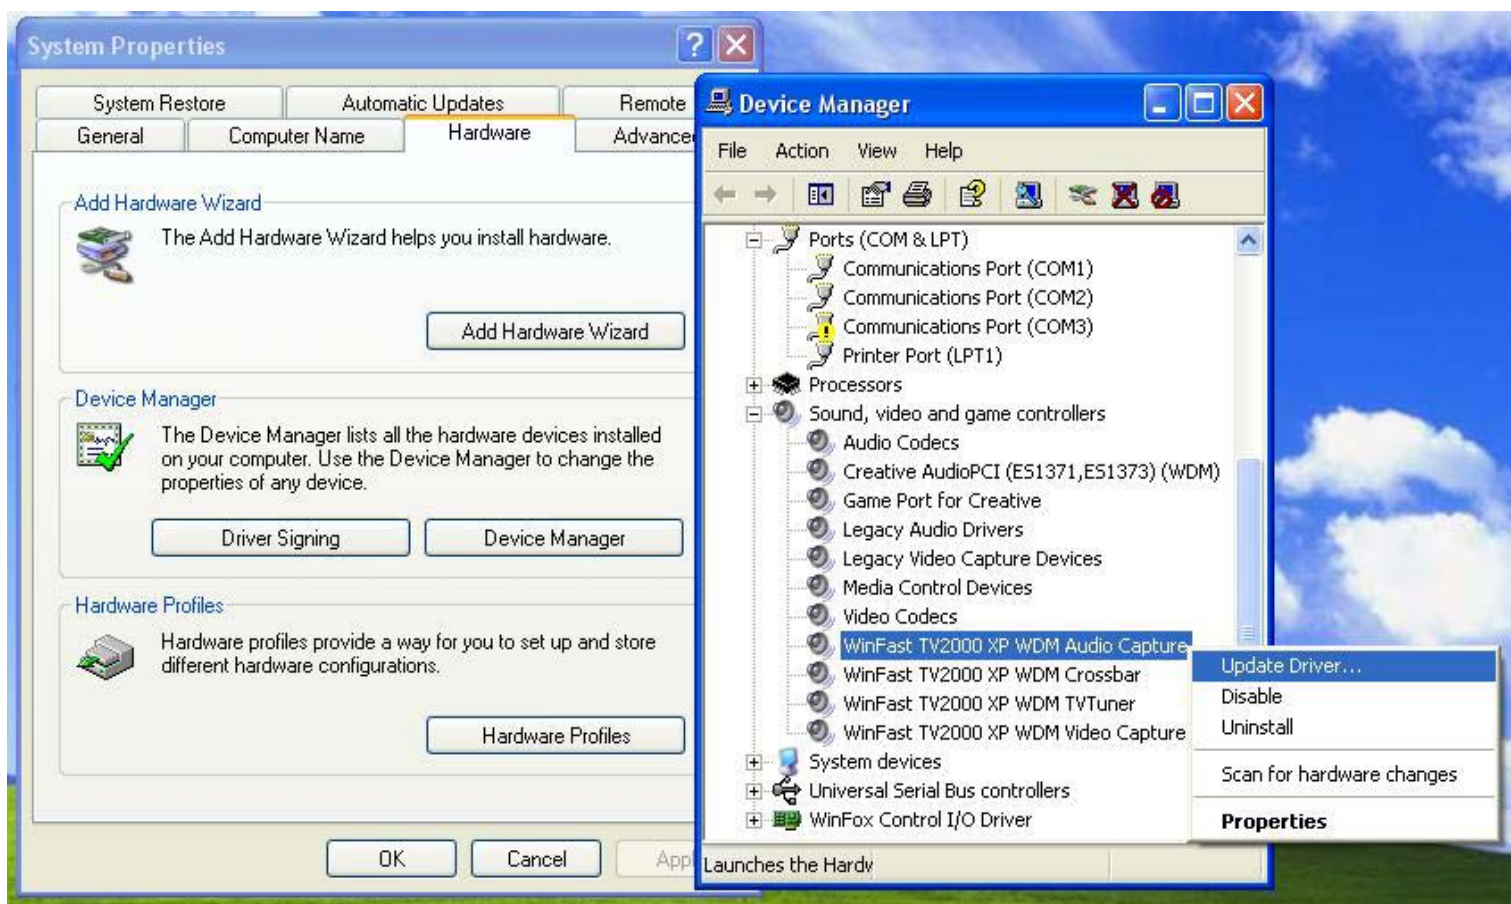 System Properties
System Restore
Automatic Updates
Remote
General
Computer Name
Hardware
Advance
Add Hardware Wizard
The Add Hardware Wizard helps you install hardware.
Add Hardware Wizard
Device Manager
The Device Manager lists all the hardware devices installed
on your computer. Use the Device Manager to change the
properties of any device.
Driver Signing
Device Manager
Hardware Profiles
Hardware profiles provide a way for you to set up and store
different hardware configurations.
Hardware Profiles
OK
Cancel
App
Device Manager
File Action View Help
Ports (COM & LPT)
Communications Port (COM1)
Communications Port (COM2)
Communications Port (COM3)
Printer Port (LPT1)
Processors
Sound, video and game controllers
Audio Codecs
Creative AudioPCI (ES1371,ES1373) (WDM)
Game Port for Creative
Legacy Audio Drivers
Legacy Video Capture Devices
Media Control Devices
Video Codecs
WinFast TV2000 XP WDM Audio Capture
WinFast TV2000 XP WDM Crossbar
WinFast TV2000 XP WDM TVTuner
WinFast TV2000 XP WDM Video Capture
System devices
Universal Serial Bus controllers
WinFox Control I/O Driver
Launches the Hardv
Update Driver...
Disable
Uninstall
Scan for hardware changes
Properties